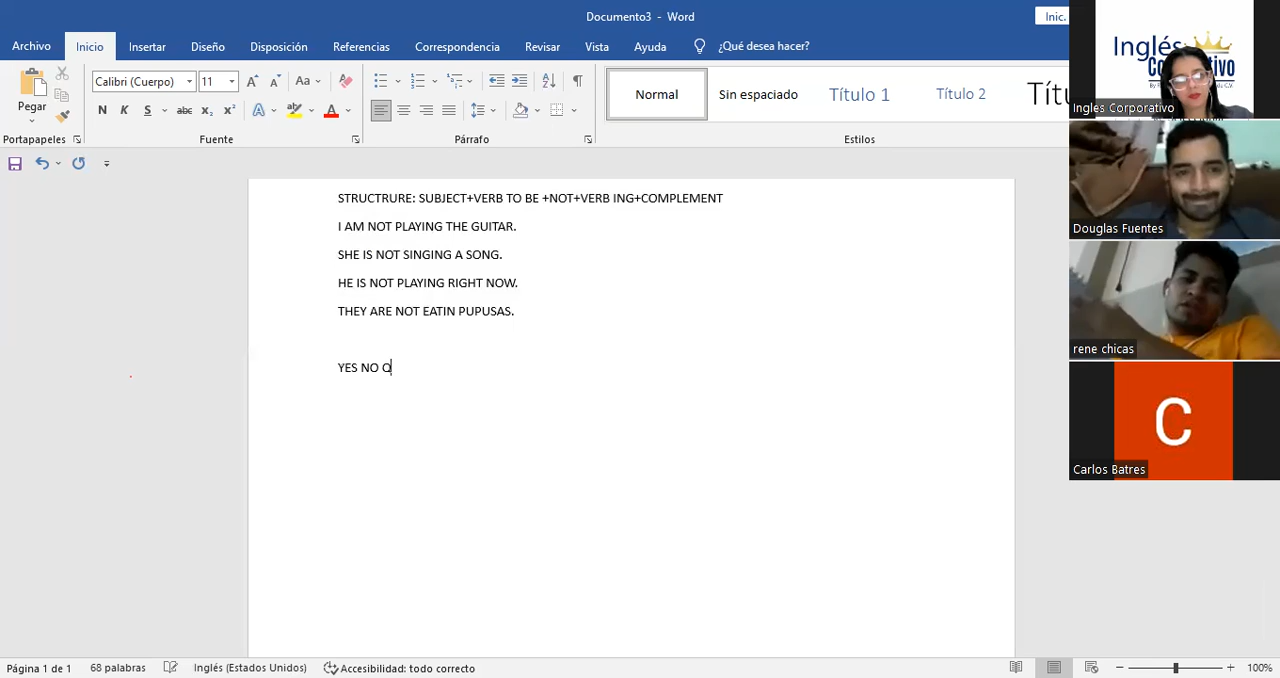 Documento3 - Word
Inic.
Archivo Inicio Insertar Diseño Disposición Referencias Correspondencia Revisar Vista Ayuda ¿Qué desea hacer?
Pegar
Calibri (Cuerpo) 11 Aa
N K S abc x₂ x² A A
Normal Sin espaciado Título 1 Título 2
Portapapeles Fuente Párrafo Estilos
STRUCTRURE: SUBJECT+VERB TO BE +NOT+VERB ING+COMPLEMENT
I AM NOT PLAYING THE GUITAR.
SHE IS NOT SINGING A SONG.
HE IS NOT PLAYING RIGHT NOW.
THEY ARE NOT EATIN PUPUSAS.
YES NO Q
Inglés
Corporativo
Ingles Corporativo
Douglas Fuentes
rene chicas
C
Carlos Batres
Página 1 de 1 68 palabras Inglés (Estados Unidos) Accesibilidad: todo correcto 100%